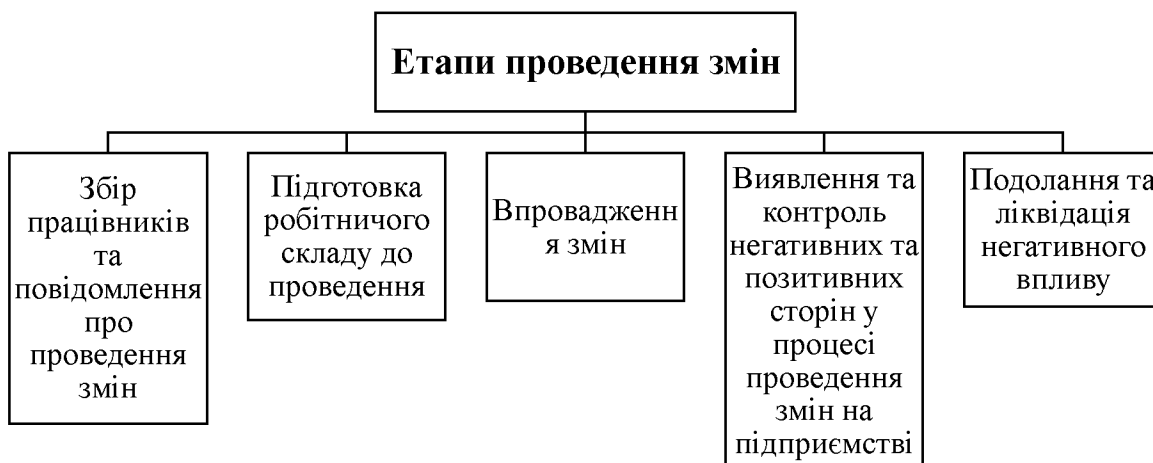 Етапи проведення змін
Збір
працівників
та
повідомлення
про
проведення
змін
Підготовка
робітничого
складу до
проведення
Впровадженн
я змін
Виявлення та
контроль
негативних та
позитивних
сторін у
процесі
проведення
змін на
підприємстві
Подолання та
ліквідація
негативного
впливу